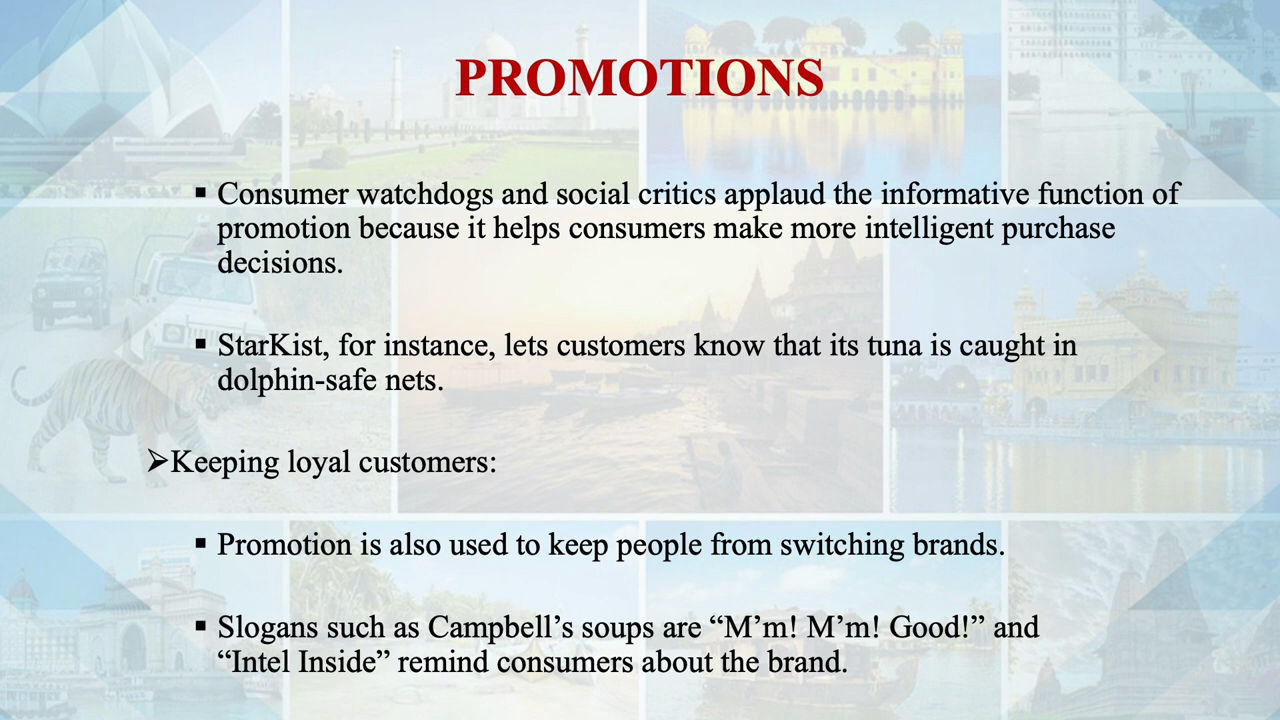 PROMOTIONS
▪ Consumer watchdogs and social critics applaud the informative function of
promotion because it helps consumers make more intelligent purchase
decisions.
▪ StarKist, for instance, lets customers know that its tuna is caught in
dolphin-safe nets.
➢Keeping loyal customers:
▪ Promotion is also used to keep people from switching brands.
▪ Slogans such as Campbell’s soups are “M’m! M’m! Good!” and
“Intel Inside” remind consumers about the brand.